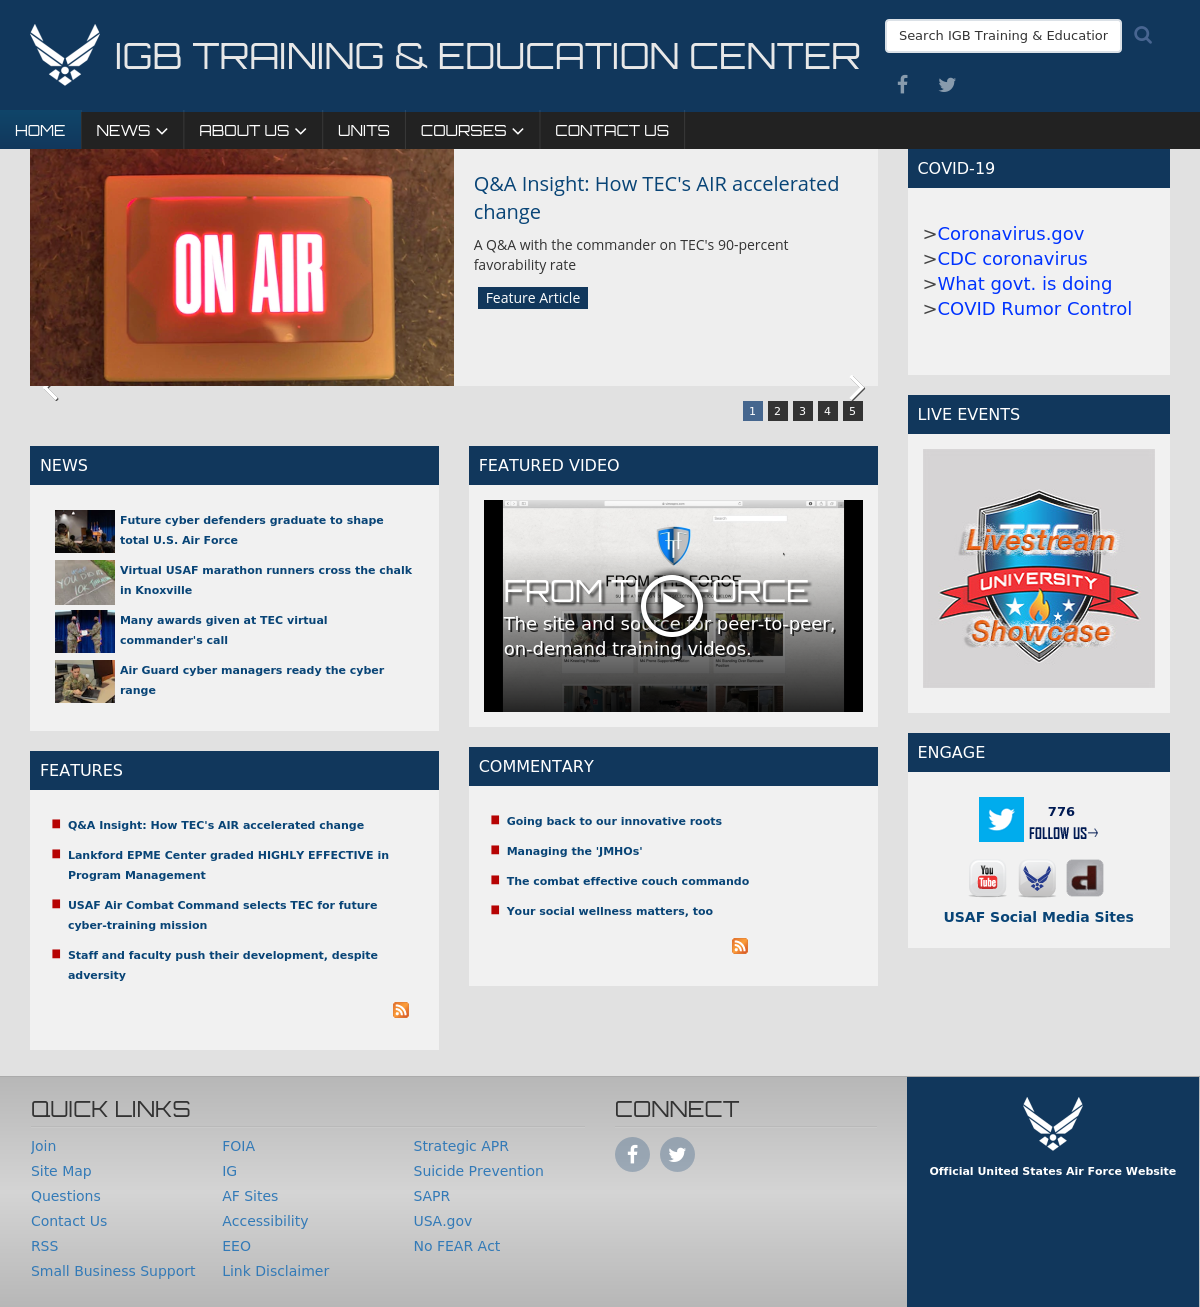 IGB TRAINING & EDUCATION CENTER
Search IGB Training & Educatior
HOME
NEWS
ABOUT US
UNITS
COURSES
CONTACT US
ON AIR
Q&A Insight: How TEC's AIR accelerated
change
A Q&A with the commander on TEC's 90-percent
favorability rate
Feature Article
1 2 3 4 5
COVID-19
>Coronavirus.gov
>CDC coronavirus
>What govt. is doing
>COVID Rumor Control
LIVE EVENTS
TEC
Livestream
UNIVERSITY
Showcase
NEWS
Future cyber defenders graduate to shape
total U.S. Air Force
Virtual USAF marathon runners cross the chalk
in Knoxville
Many awards given at TEC virtual
commander's call
Air Guard cyber managers ready the cyber
range
FEATURED VIDEO
FROM THE FORCE
FROM THE FORCE
The site and source for peer-to-peer,
on-demand training videos.
FEATURES
Q&A Insight: How TEC's AIR accelerated change
Lankford EPME Center graded HIGHLY EFFECTIVE in
Program Management
USAF Air Combat Command selects TEC for future
cyber-training mission
Staff and faculty push their development, despite
adversity
COMMENTARY
Going back to our innovative roots
Managing the 'JMHOs'
The combat effective couch commando
Your social wellness matters, too
ENGAGE
776
FOLLOW US
You
Tube
d
USAF Social Media Sites
QUICK LINKS
Join
Site Map
Questions
Contact Us
RSS
Small Business Support
FOIA
IG
AF Sites
Accessibility
EEO
Link Disclaimer
Strategic APR
Suicide Prevention
SAPR
USA.gov
No FEAR Act
CONNECT
Official United States Air Force Website